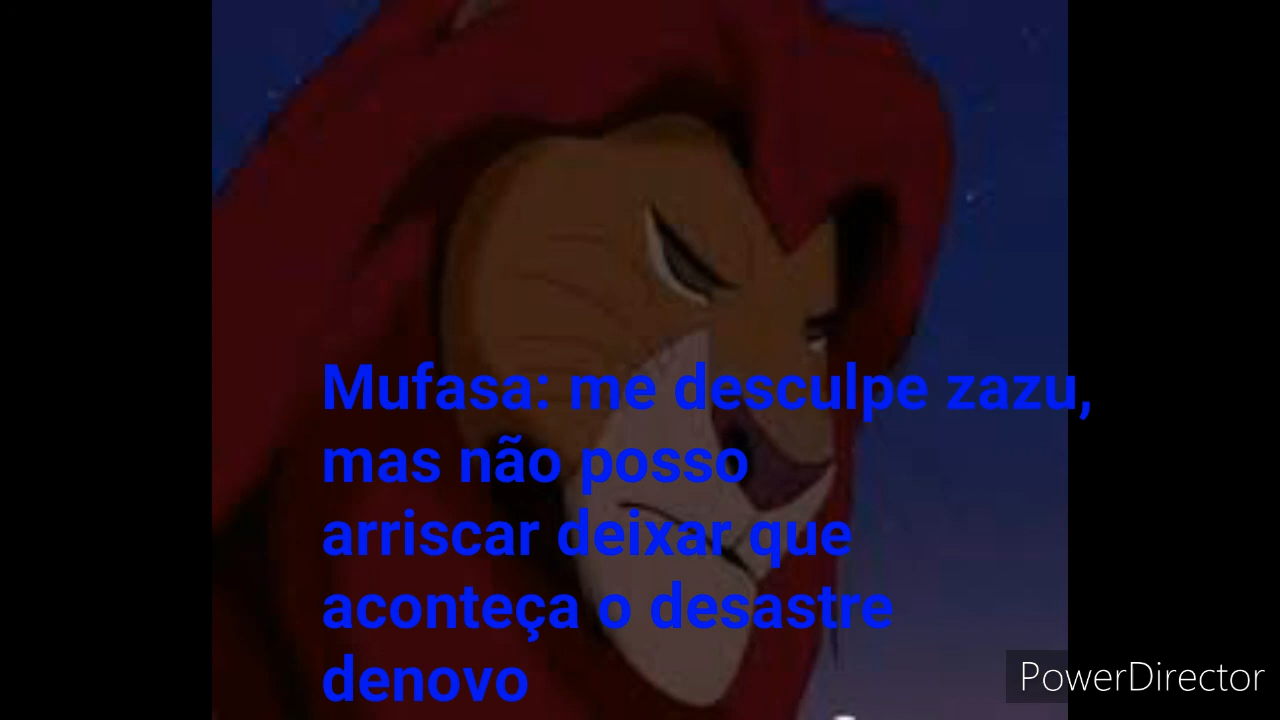 Mufasa: me desculpe zazu,
mas não posso
arriscar deixar que
aconteça o desastre
denovo
PowerDirector